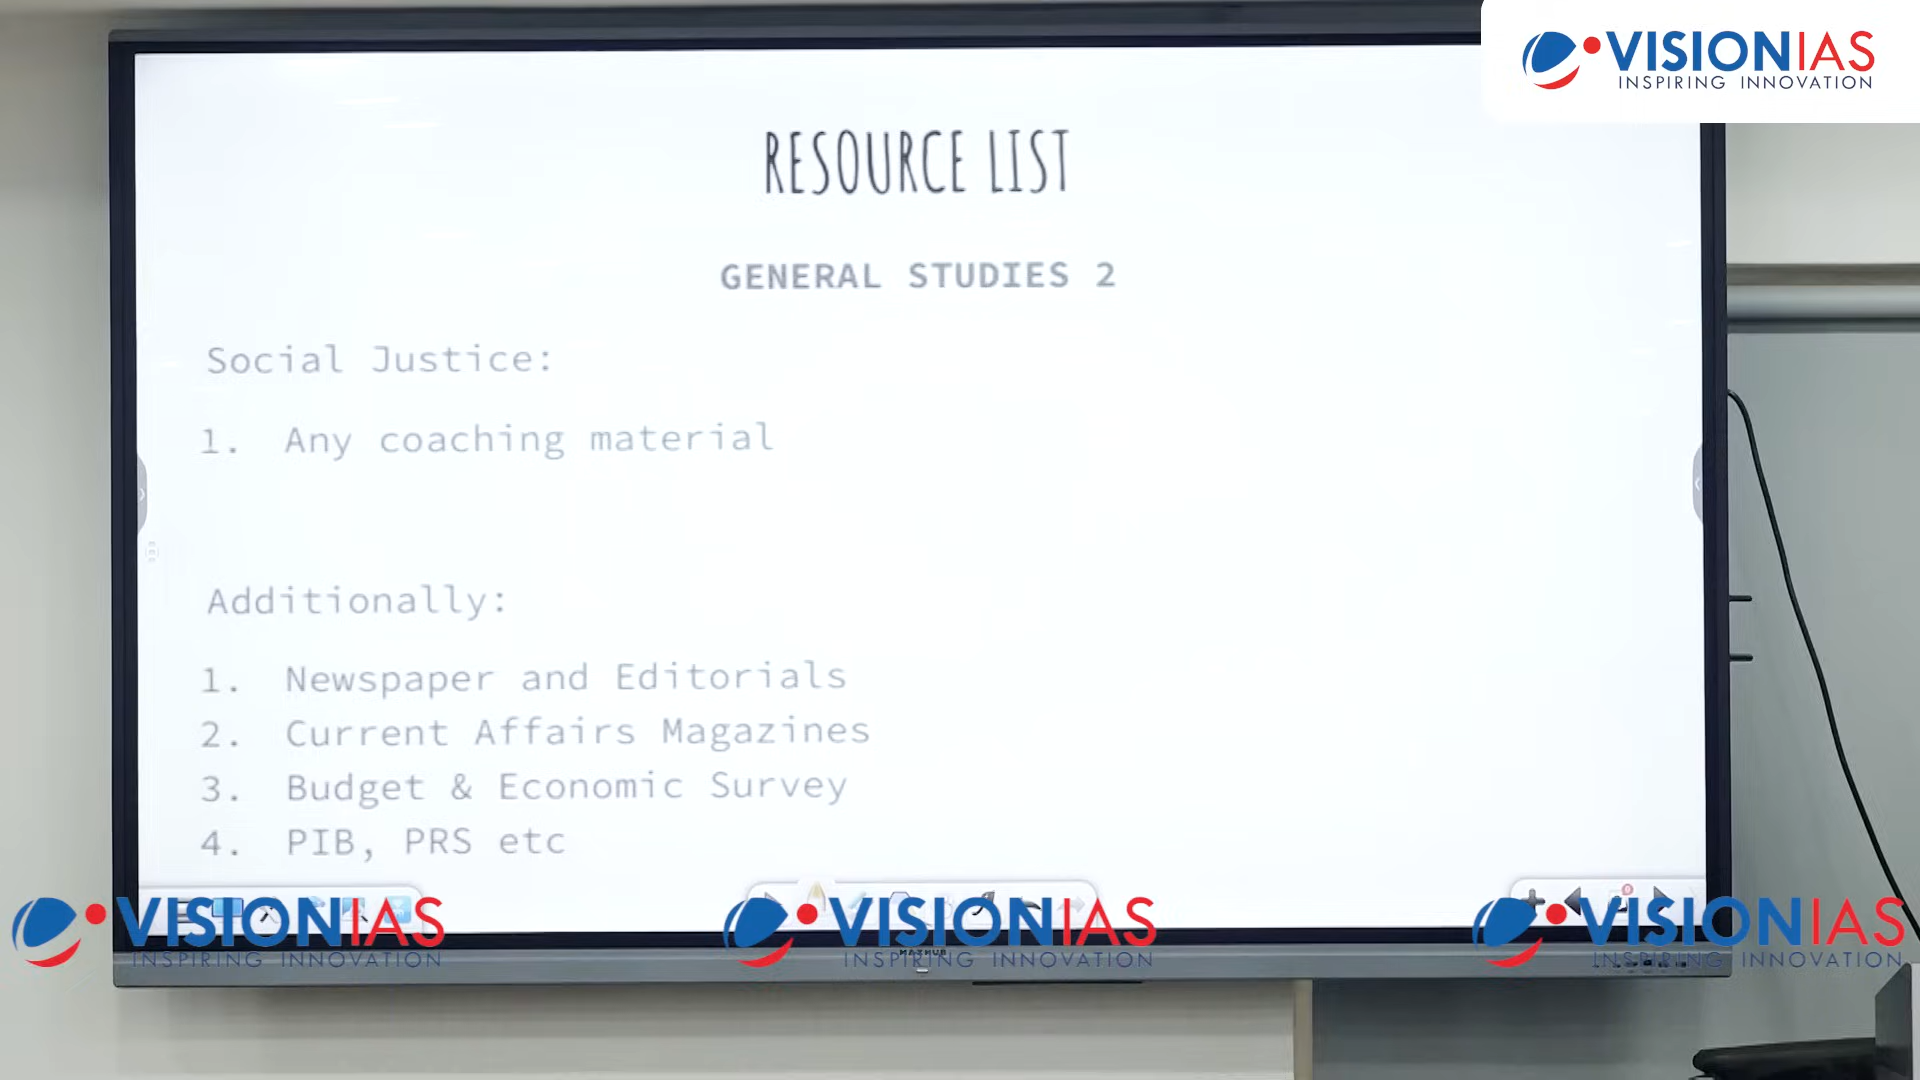 VISIONIAS
INSPIRING INNOVATION
RESOURCE LIST
GENERAL STUDIES 2
Social Justice:
1. Any coaching material
Additionally:
1. Newspaper and Editorials
2. Current Affairs Magazines
3. Budget & Economic Survey
4. PIB, PRS etc
VISIONIAS
INSPIRING INNOVATION
VISIONIAS
INSPIRING INNOVATION
VISIONIAS
INSPIRING INNOVATION